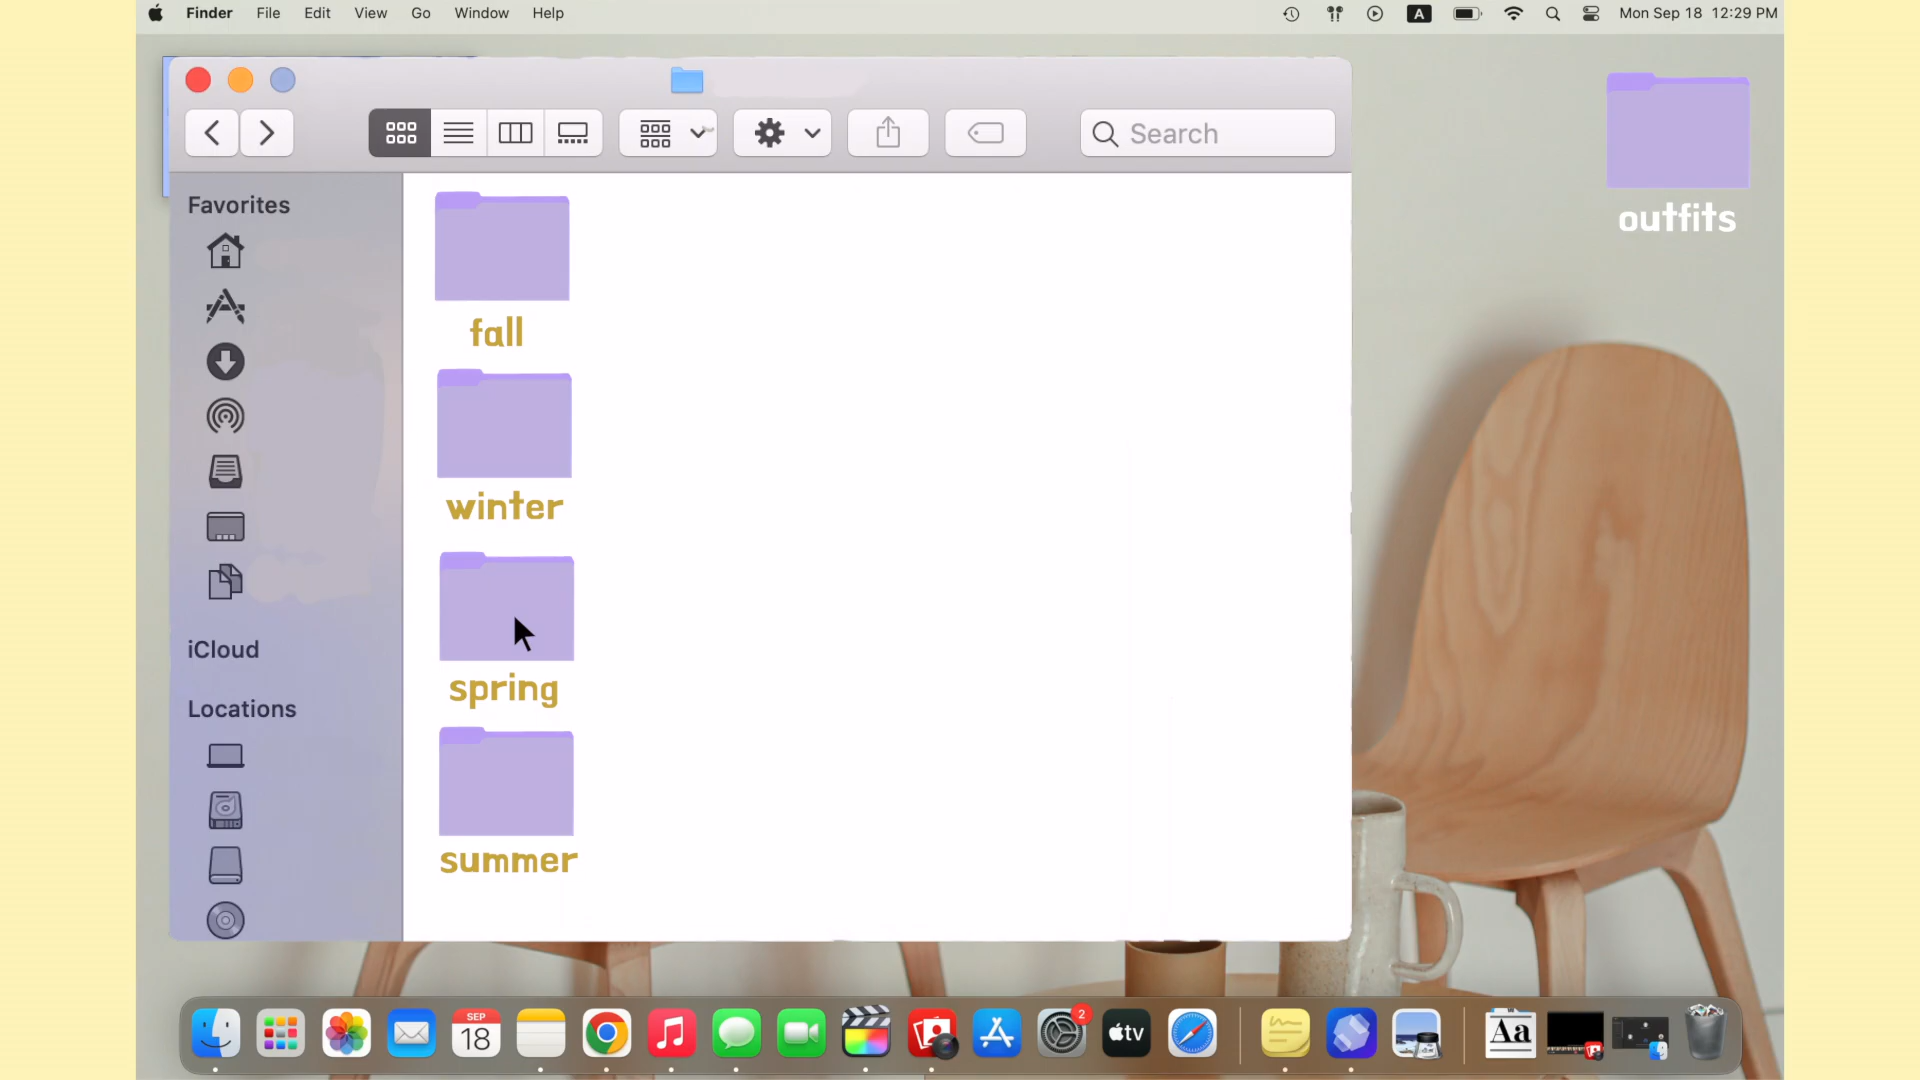 Finder File Edit View Go Window Help
A
Mon Sep 18 12:29 PM
Search
outfits
Favorites
fall
winter
spring
summer
iCloud
Locations
SEP
18
2
tv
Aa